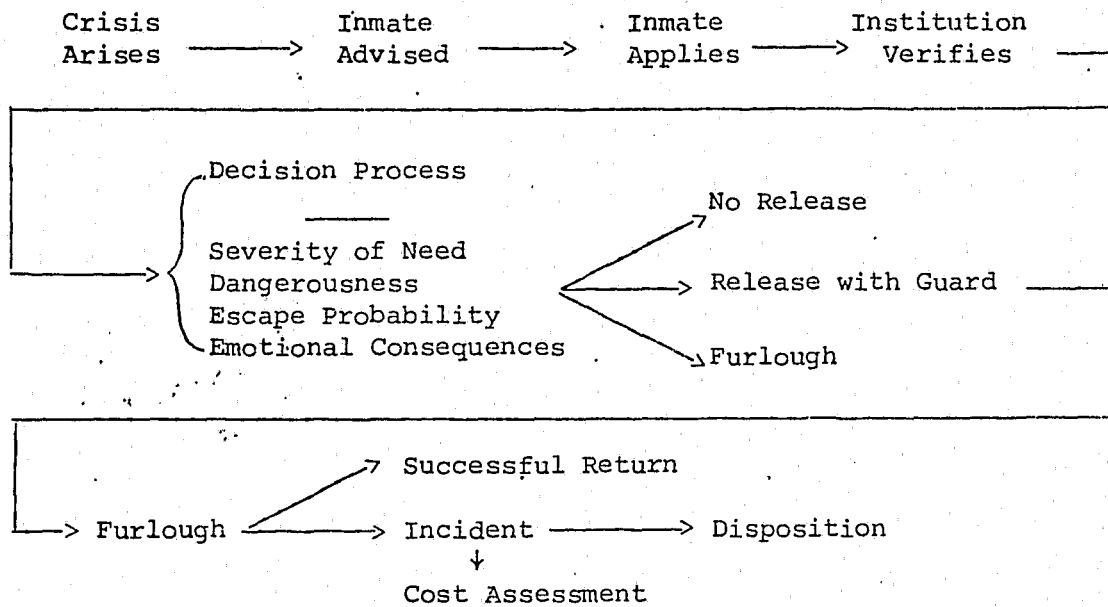 Crisis Arises
Inmate Advised
Inmate Applies
Institution Verifies
Decision Process
Severity of Need
Dangerousness
Escape Probability
Emotional Consequences
No Release
Release with Guard
Furlough
Successful Return
Furlough
Incident
Disposition
Cost Assessment